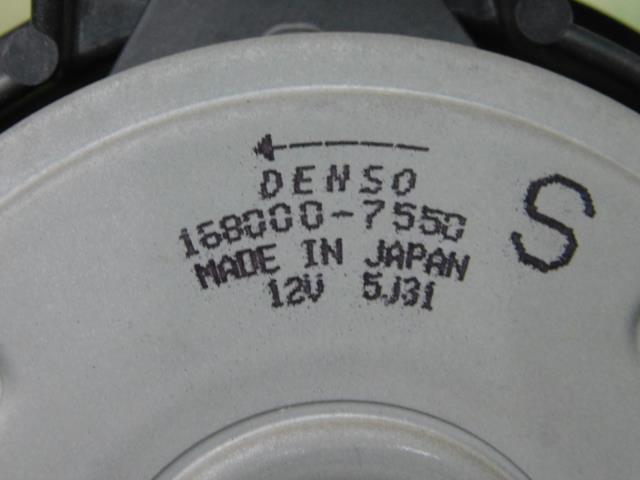 DENSO
168000-7550
MADE IN JAPAN
12V 5J31
S